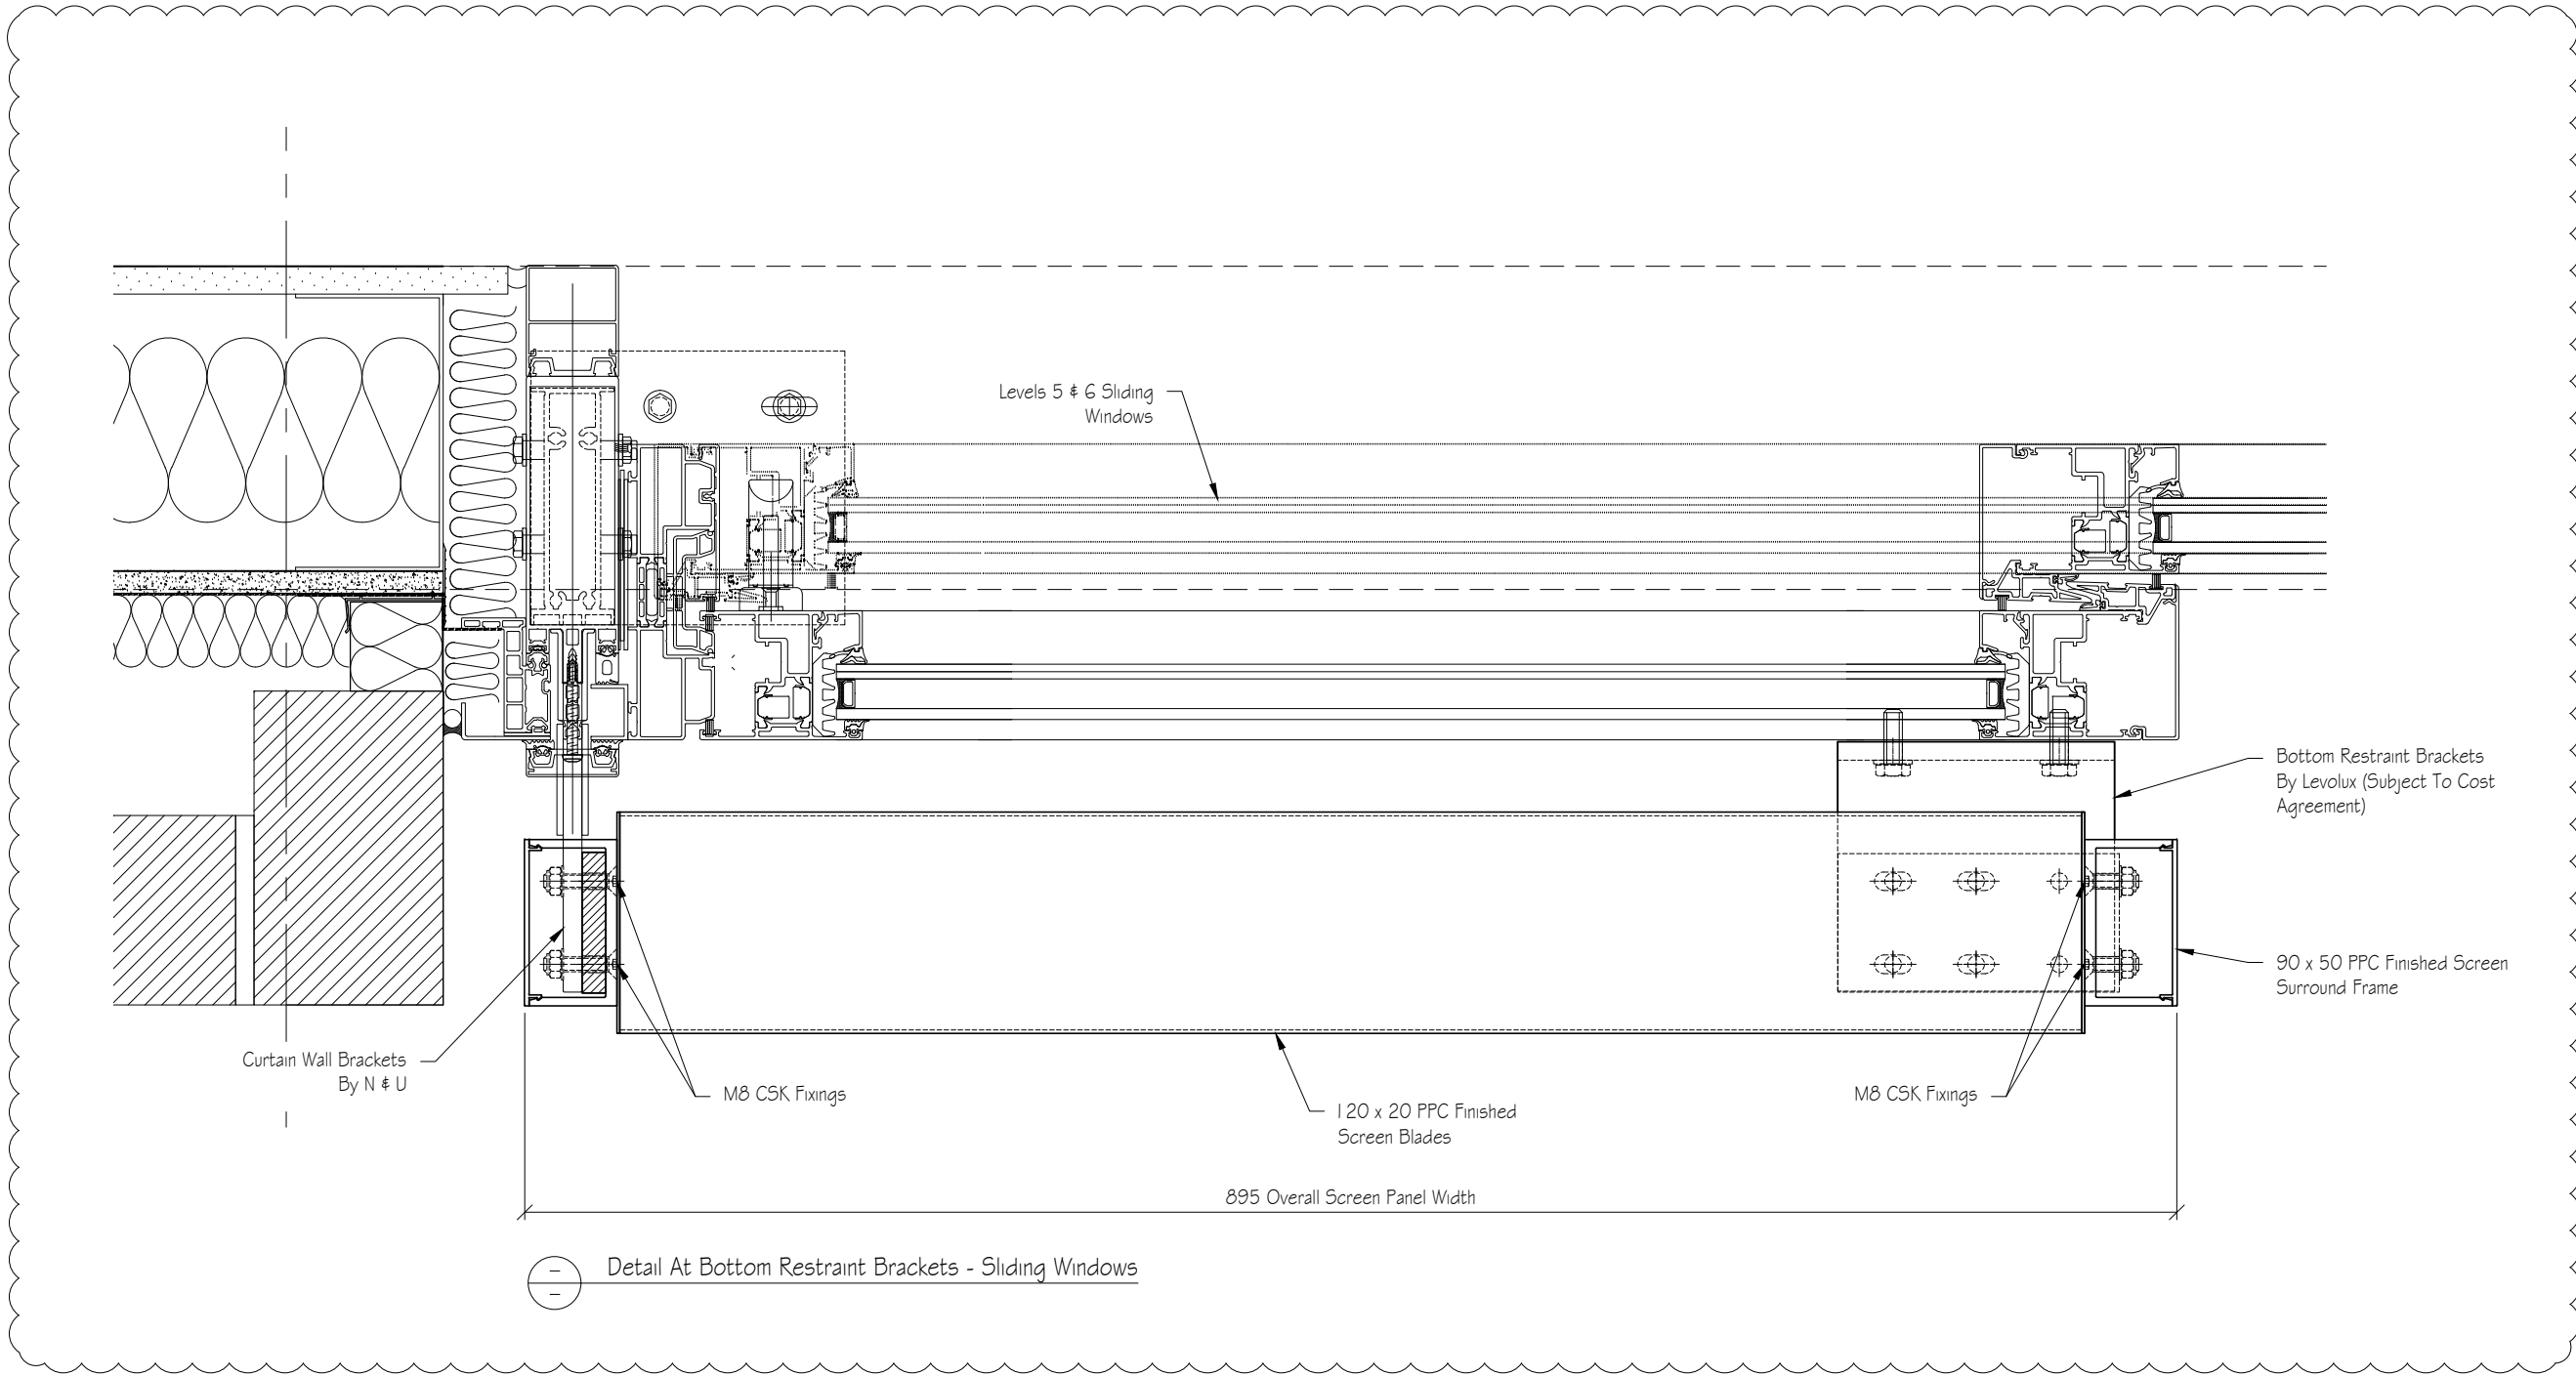 Levels 5 & 6 Sliding
Windows
Bottom Restraint Brackets
By Levolux (Subject To Cost
Agreement)
90 x 50 PPC Finished Screen
Surround Frame
Curtain Wall Brackets
By N & U
M8 CSK Fixings
M8 CSK Fixings
120 x 20 PPC Finished
Screen Blades
895 Overall Screen Panel Width
Detail At Bottom Restraint Brackets - Sliding Windows